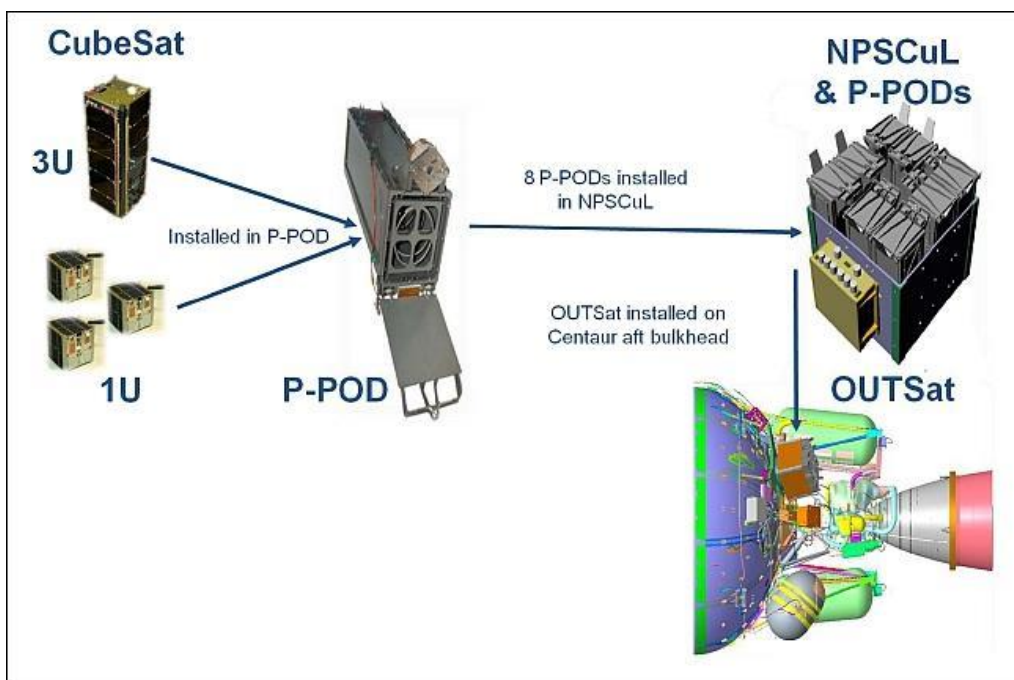 CubeSat
3U
1U
Installed in P-POD
P-POD
8 P-PODs installed
in NPSCuL
NPSCuL
& P-PODs
OUTSat installed on
Centaur aft bulkhead
OUTSat